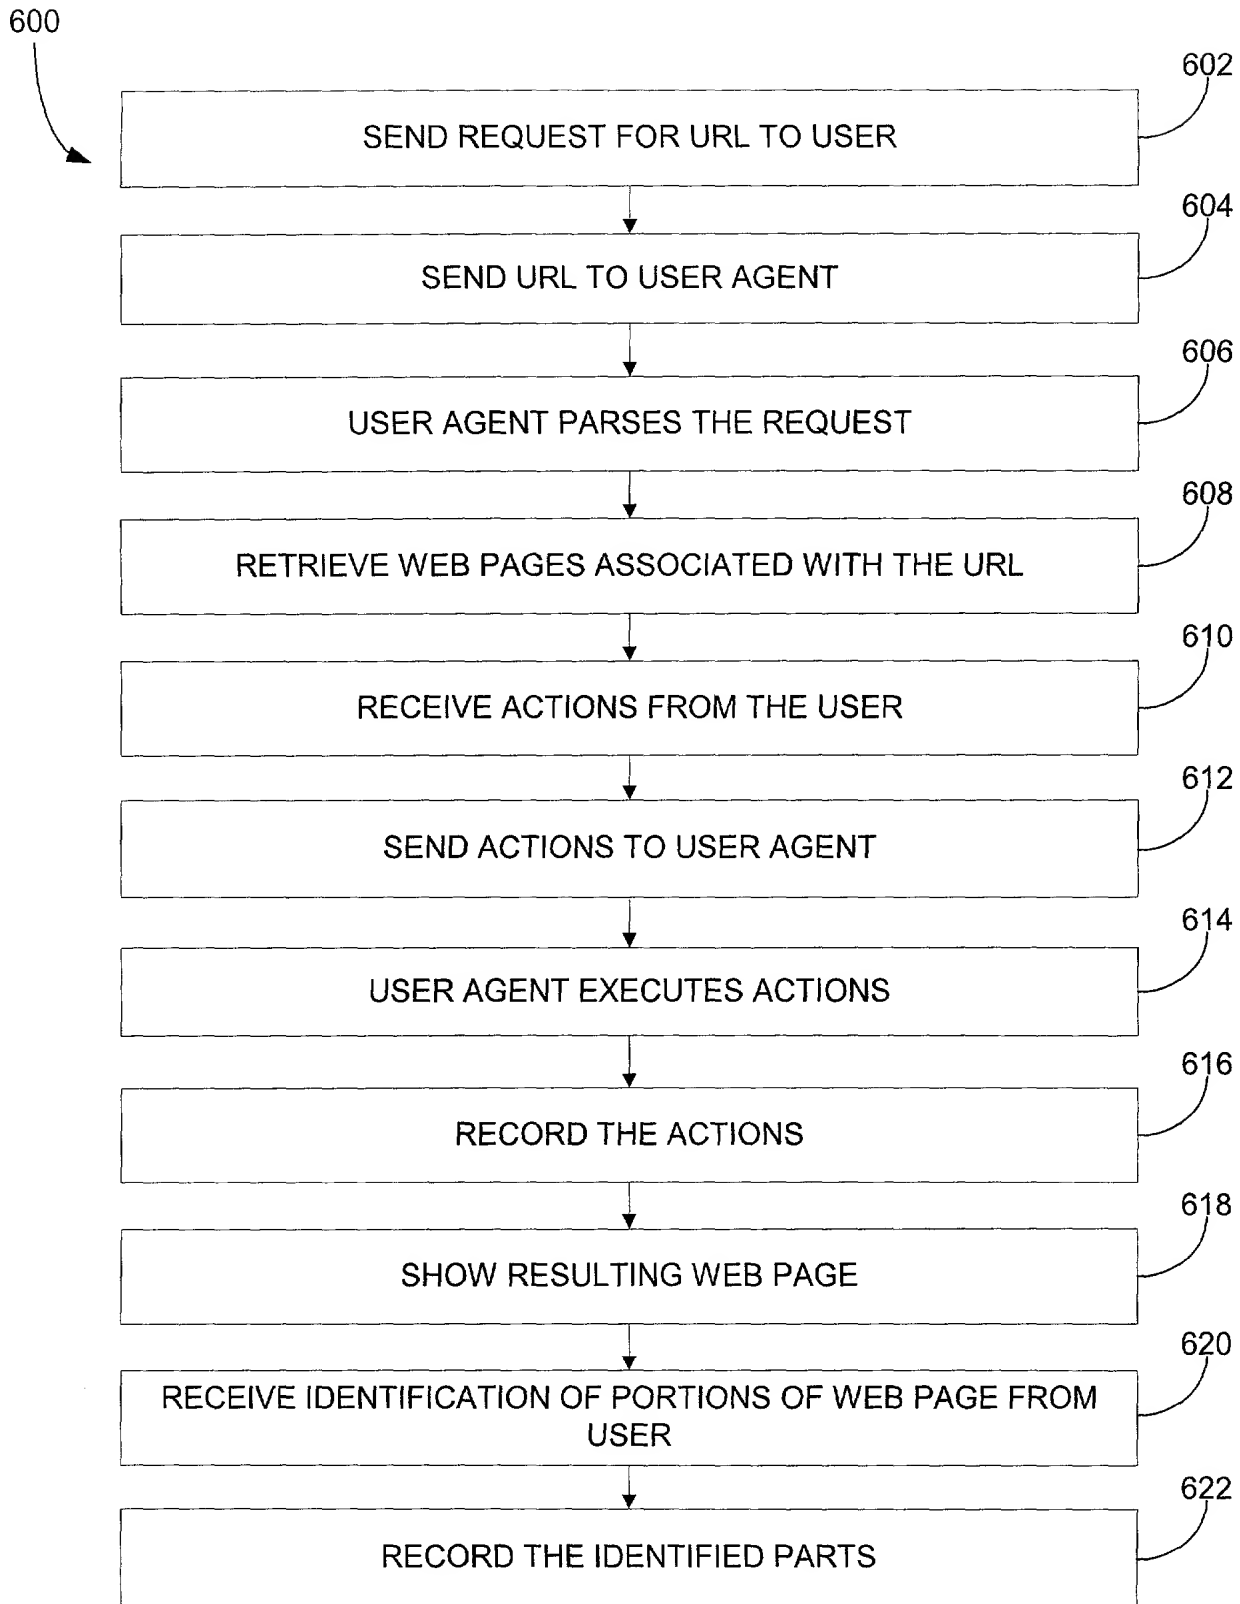 600
602
SEND REQUEST FOR URL TO USER
604
SEND URL TO USER AGENT
606
USER AGENT PARSES THE REQUEST
608
RETRIEVE WEB PAGES ASSOCIATED WITH THE URL
610
RECEIVE ACTIONS FROM THE USER
612
SEND ACTIONS TO USER AGENT
614
USER AGENT EXECUTES ACTIONS
616
RECORD THE ACTIONS
618
SHOW RESULTING WEB PAGE
620
RECEIVE IDENTIFICATION OF PORTIONS OF WEB PAGE FROM
USER
622
RECORD THE IDENTIFIED PARTS